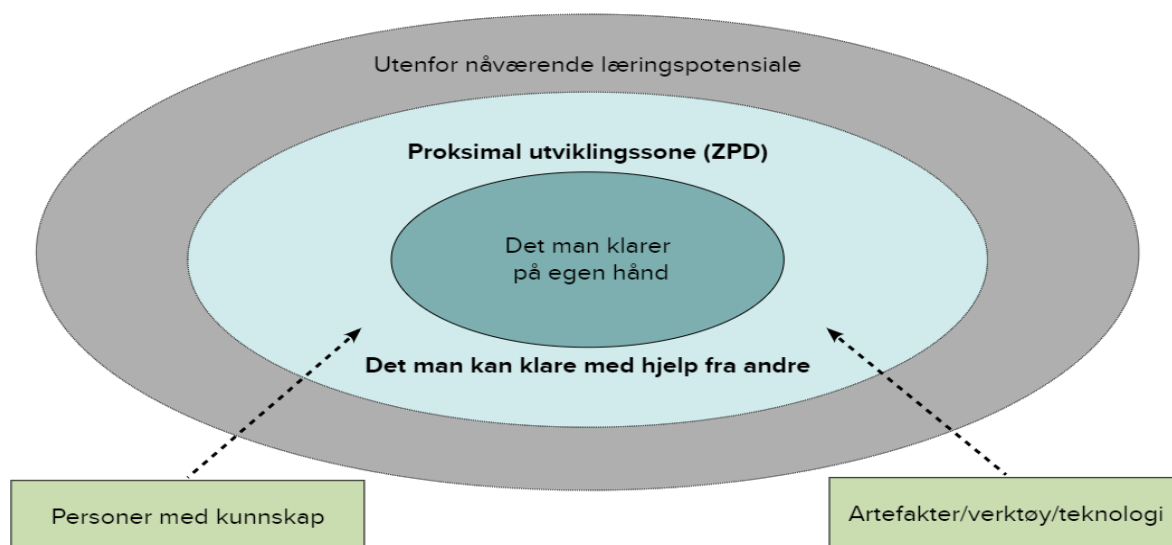 Utenfor nåværende læringspotensiale
Proksimal utviklingssone (ZPD)
Det man klarer
på egen hånd
Det man kan klare med hjelp fra andre
Personer med kunnskap
Artefakter/verktøy/teknologi